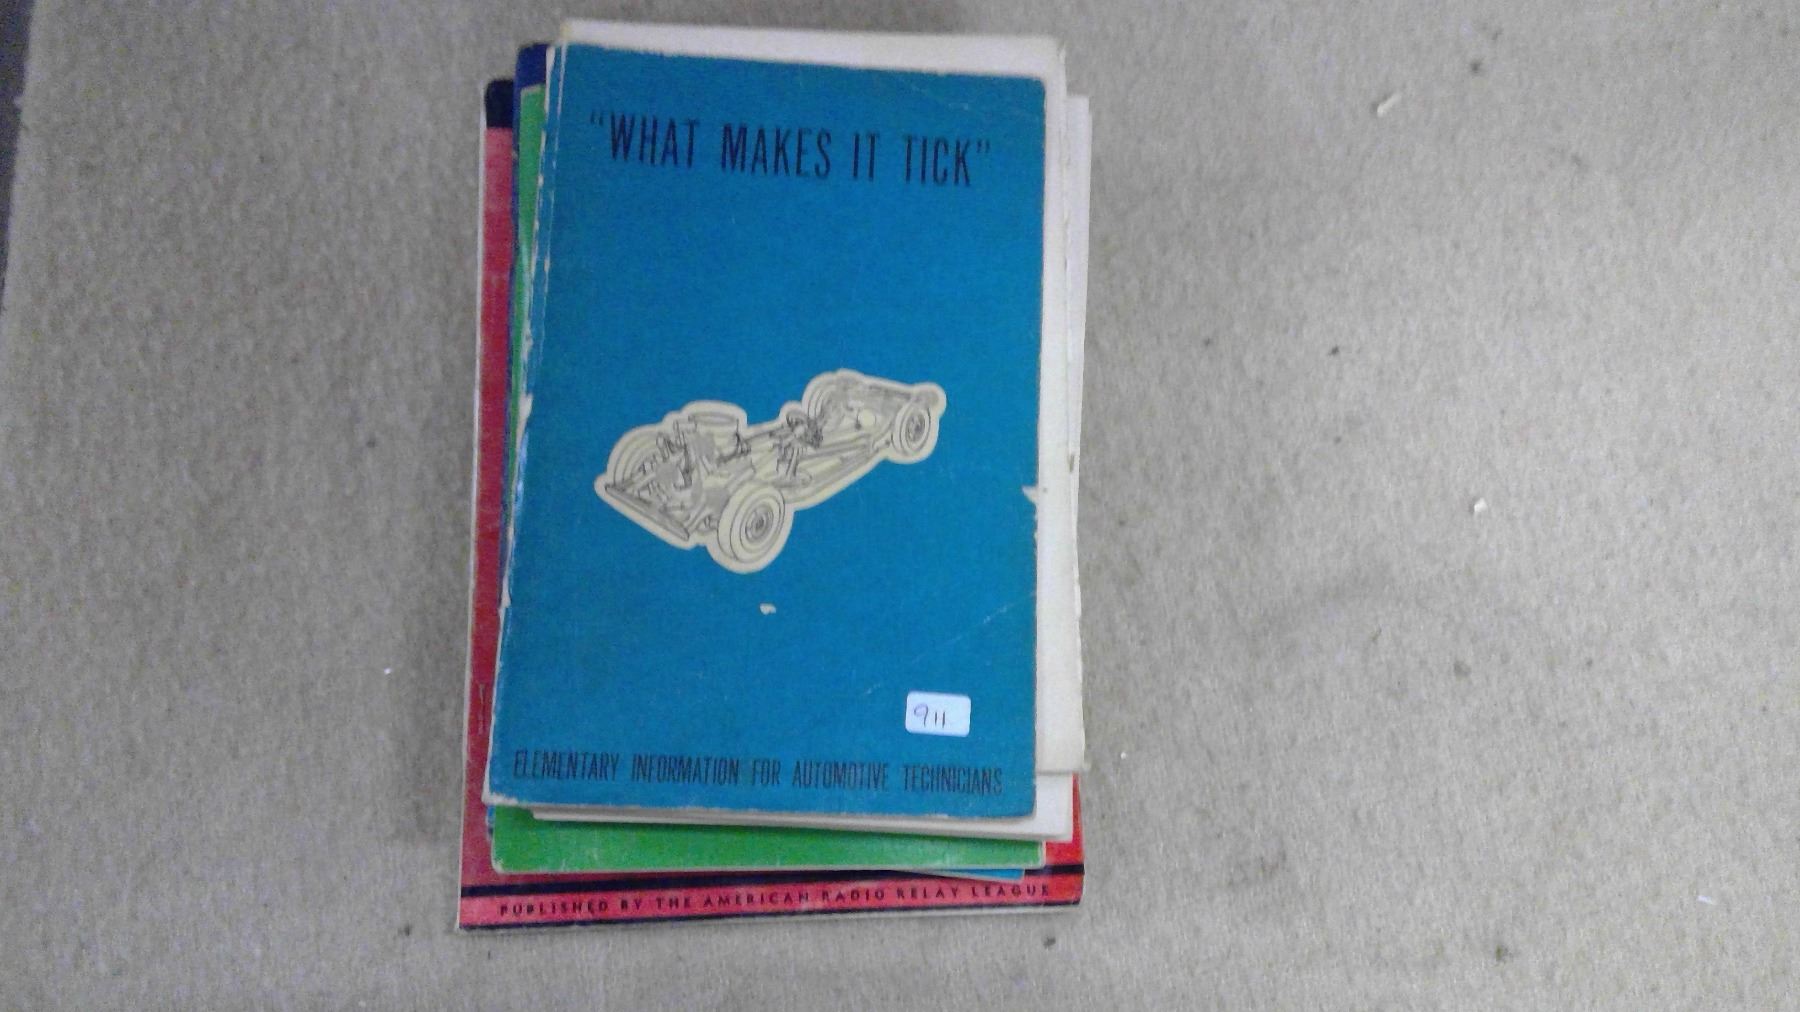 "WHAT MAKES IT TICK"
911
ELEMENTARY INFORMATION FOR AUTOMOTIVE TECHNICIANS
PUBLISHED BY THE AMERICAN RADIO RELAY LEAGUE